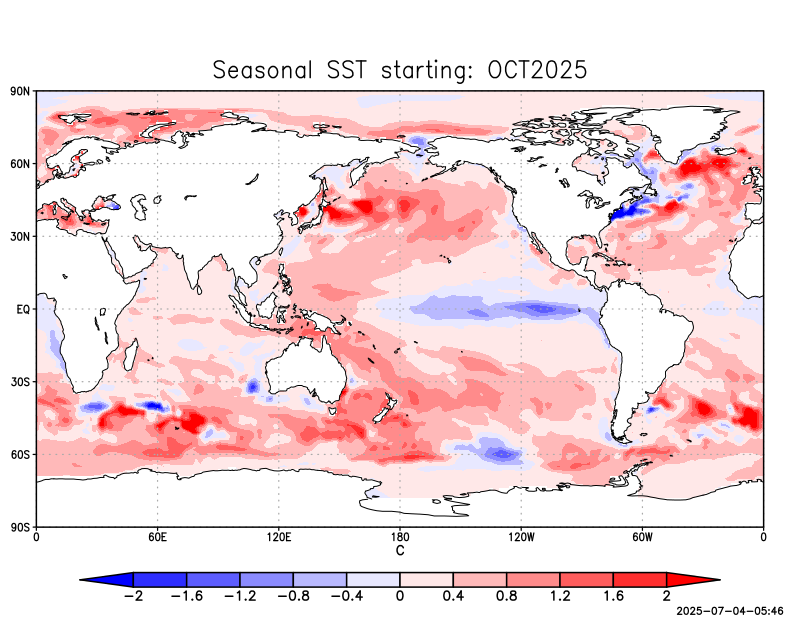 Seasonal SST starting: OCT2025
90N
60N
30N
EQ
30S
60S
90S
0 60E 120E 180 120W 60W 0
C
−2 −1.6 −1.2 −0.8 −0.4 0 0.4 0.8 1.2 1.6 2
2025-07-04-05:46